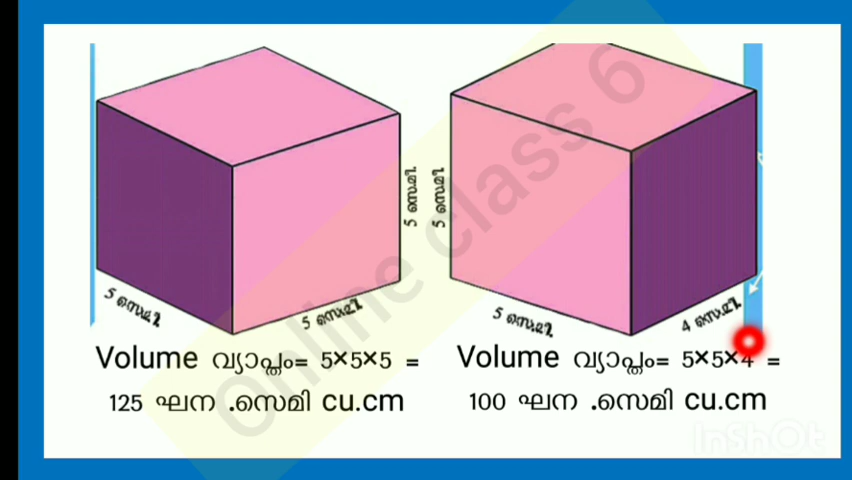 5 സെമീ.
5 സെമീ
5 സെമീ.
5 സെമീ.
5 സെമീ.
4 സെമീ.
Volume വ്യാപ്തം= 5×5×5 =
125 ഘന .സെമി cu.cm
Volume വ്യാപ്തം= 5×5×4 =
100 ഘന .സെമി cu.cm
Online class 6
InShOt